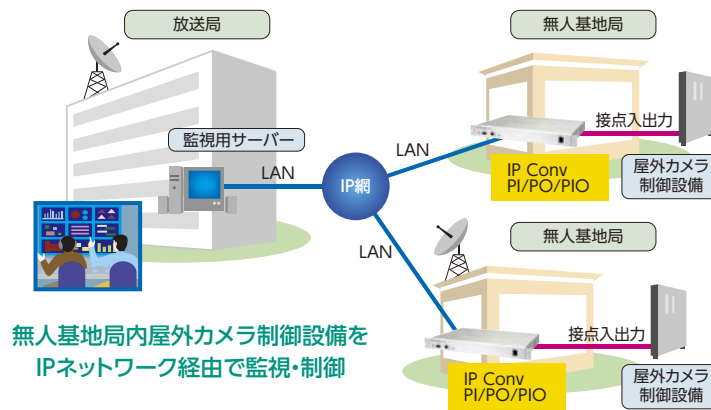 放送局
無人基地局
監視用サーバー
接点入出力
LAN
LAN
IP網
IP Conv
PI/PO/PIO
屋外カメラ
制御設備
無人基地局
LAN
無人基地局内屋外カメラ制御設備を
IPネットワーク経由で監視・制御
接点入出力
IP Conv
PI/PO/PIO
屋外カメラ
制御設備